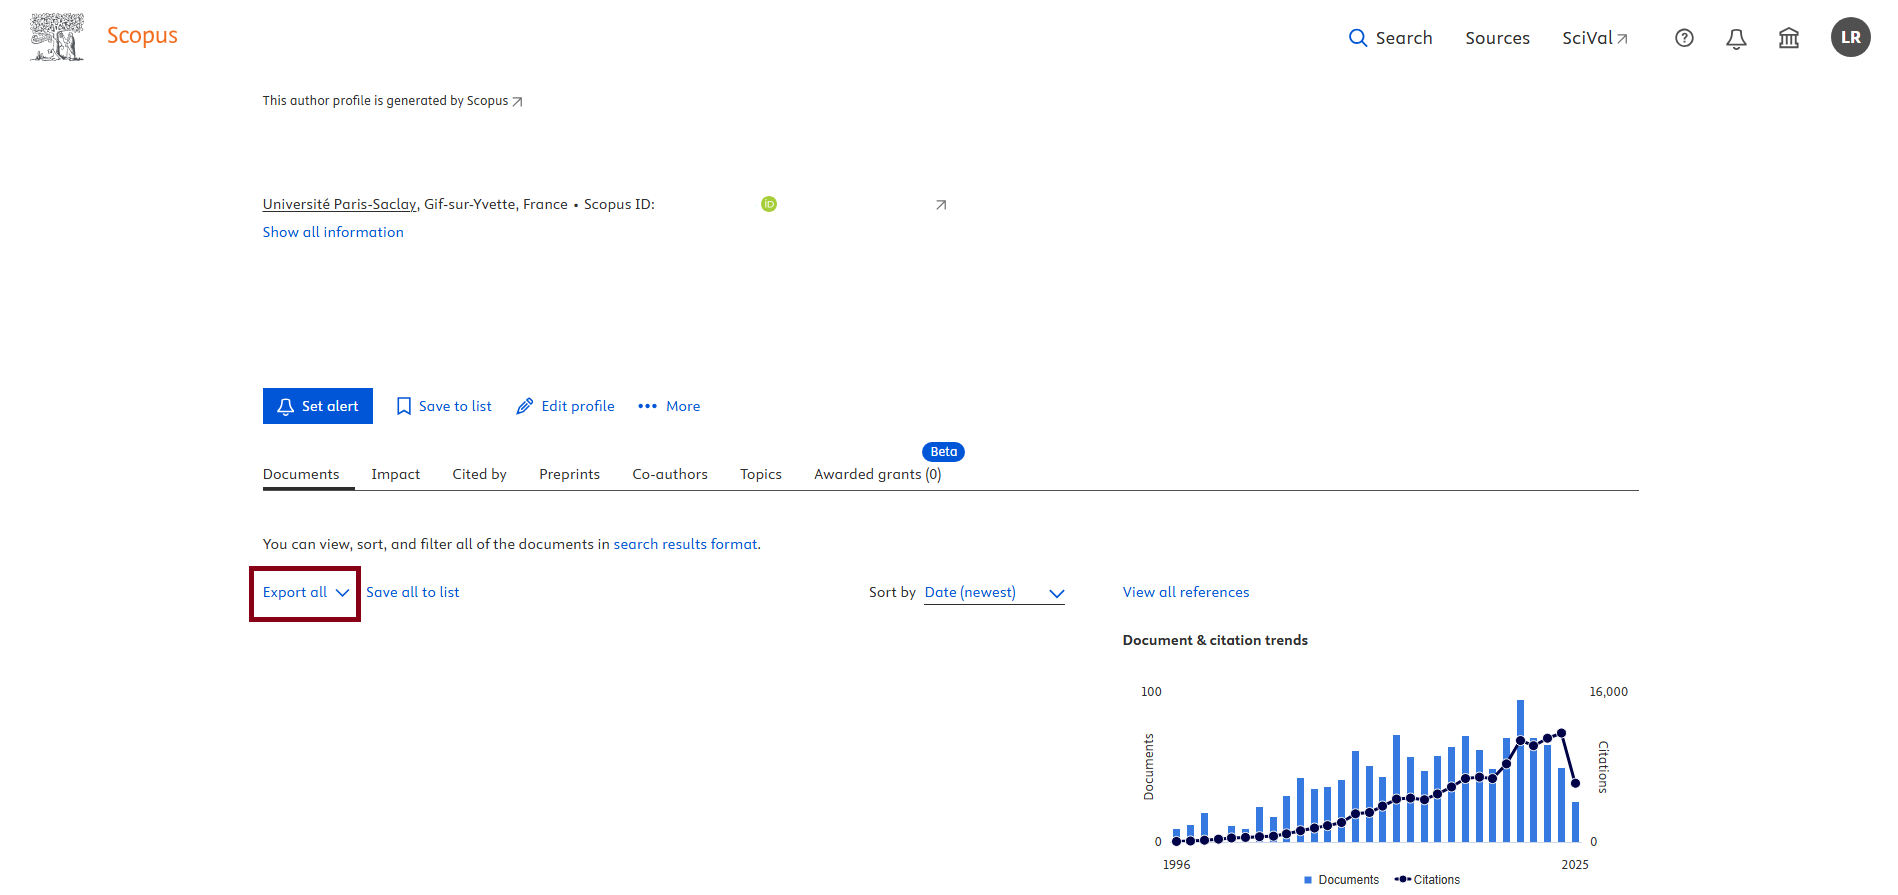 Scopus
Search
Sources
SciVal
LR
This author profile is generated by Scopus
Université Paris-Saclay, Gif-sur-Yvette, France • Scopus ID:
iD
Show all information
Set alert
Save to list
Edit profile
More
Beta
Documents
Impact
Cited by
Preprints
Co-authors
Topics
Awarded grants (0)
You can view, sort, and filter all of the documents in search results format.
Export all
Save all to list
Sort by
Date (newest)
View all references
Document & citation trends
100
16,000
Documents
Citations
0
0
1996
2025
Documents
Citations